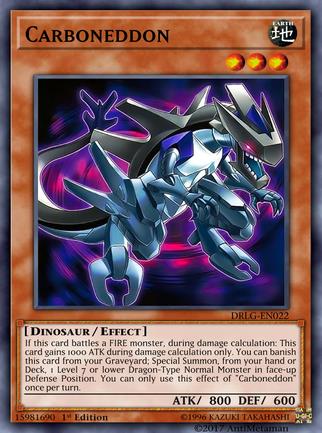 CARBONEDDON
EARTH
地
DRLG-EN022
[DINOSAUR / EFFECT]
If this card battles a FIRE monster, during damage calculation: This
card gains 1000 ATK during damage calculation only. You can banish
this card from your Graveyard; Special Summon, from your hand or
Deck, 1 Level 7 or lower Dragon-Type Normal Monster in face-up
Defense Position. You can only use this effect of "Carboneddon"
once per turn.
ATK/ 800 DEF/ 600
15981690 1st Edition ©1996 KAZUKI TAKAHASHI
©2017 AntiMetaman